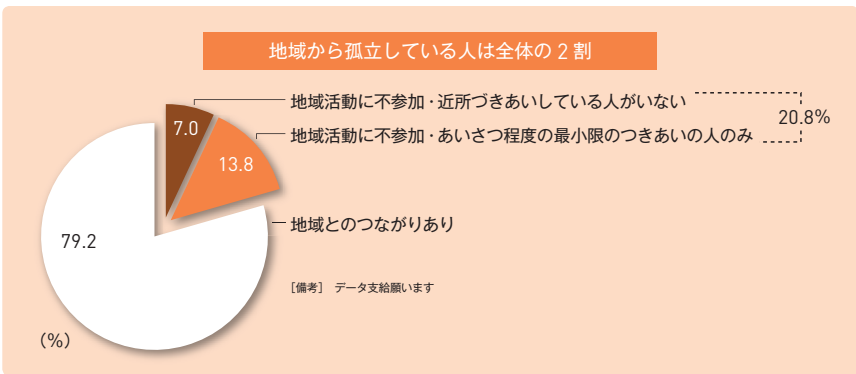 地域から孤立している人は全体の2割
地域活動に不参加・近所づきあいしている人がいない
20.8%
地域活動に不参加・あいさつ程度の最小限のつきあいの人のみ
7.0
13.8
地域とのつながりあり
79.2
［備考］ データ支給願います
(%)